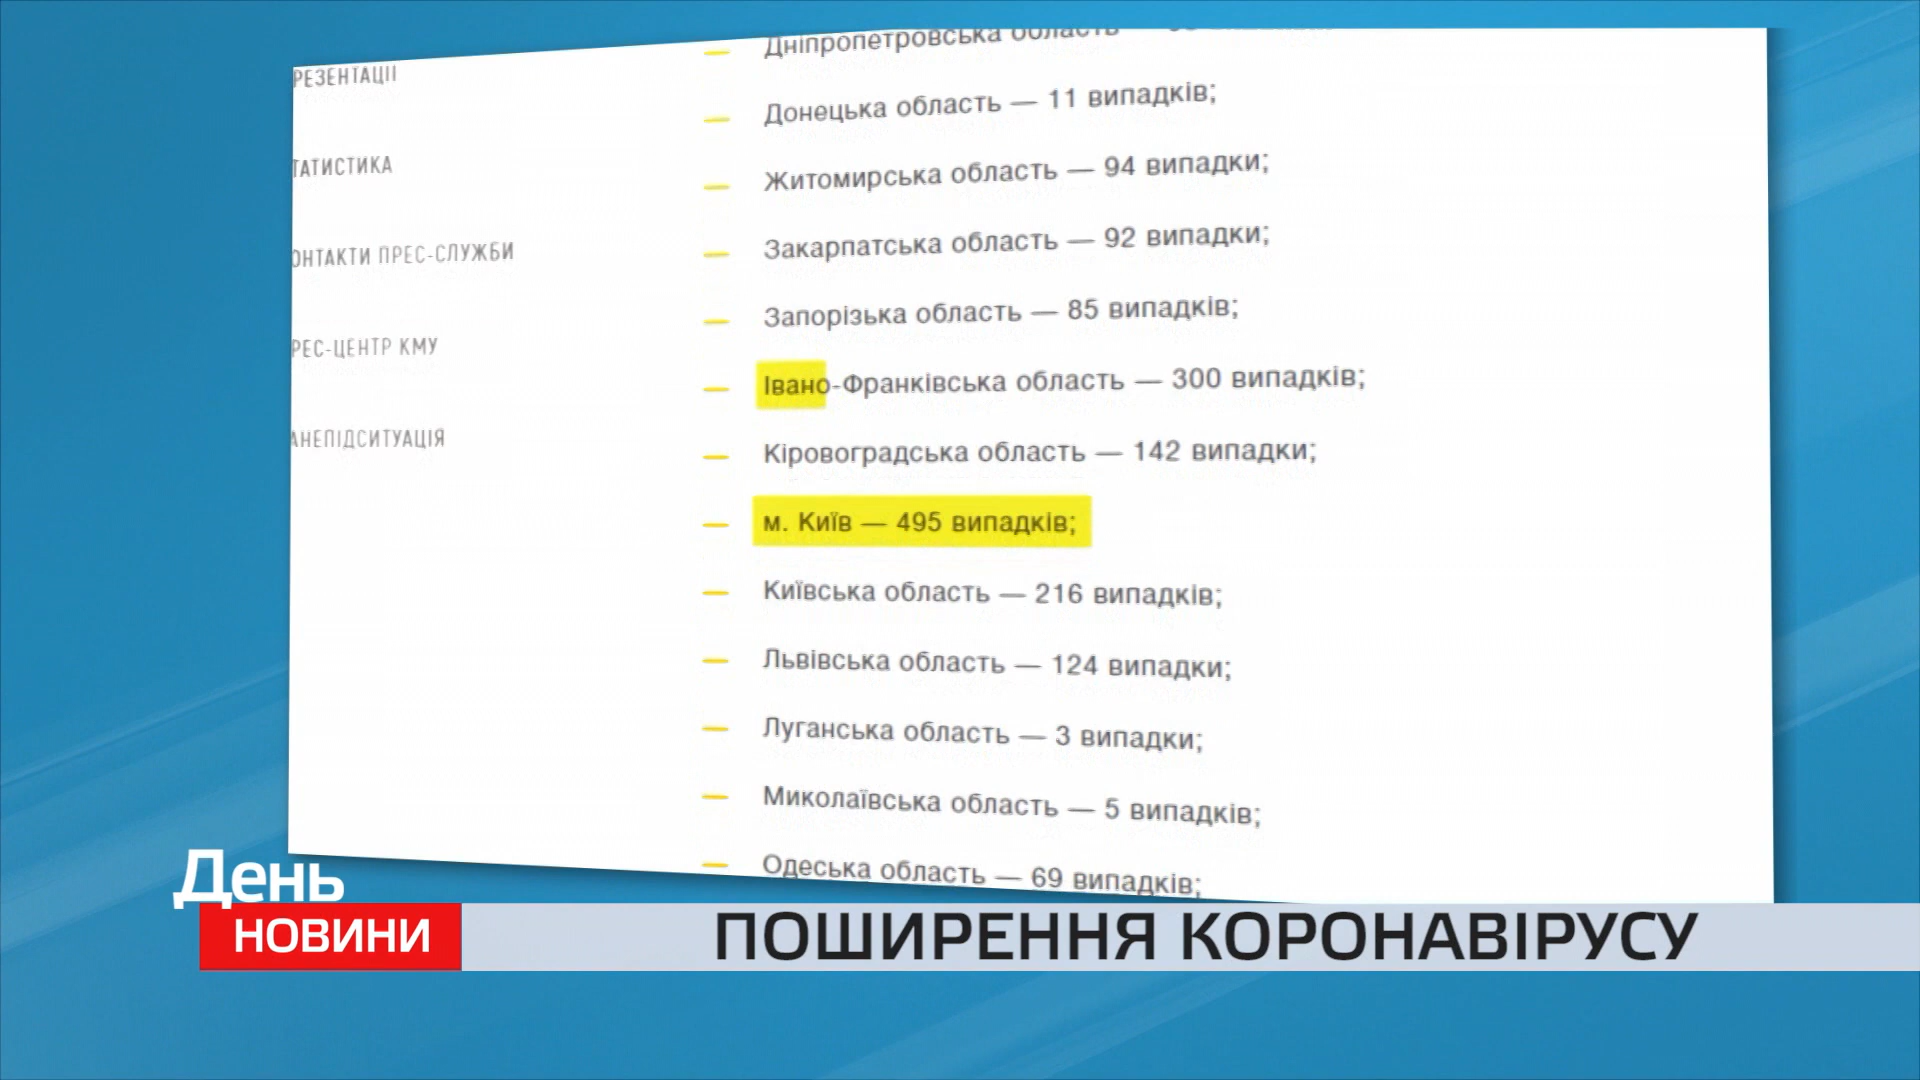 РЕЗЕНТАЦІЇ
ТАТИСТИКА
ОНТАКТИ ПРЕС-СЛУЖБИ
РЕС-ЦЕНТР КМУ
АНЕПІДСИТУАЦІЯ
Дніпропетровська область —
Донецька область — 11 випадків;
Житомирська область — 94 випадки;
Закарпатська область — 92 випадки;
Запорізька область — 85 випадків;
Івано-Франківська область — 300 випадків;
Кіровоградська область — 142 випадки;
м. Київ — 495 випадків;
Київська область — 216 випадків;
Львівська область — 124 випадки;
Луганська область — 3 випадки;
Миколаївська область — 5 випадків;
Одеська область — 69 випадків;
День
НОВИНИ
ПОШИРЕННЯ КОРОНАВІРУСУ